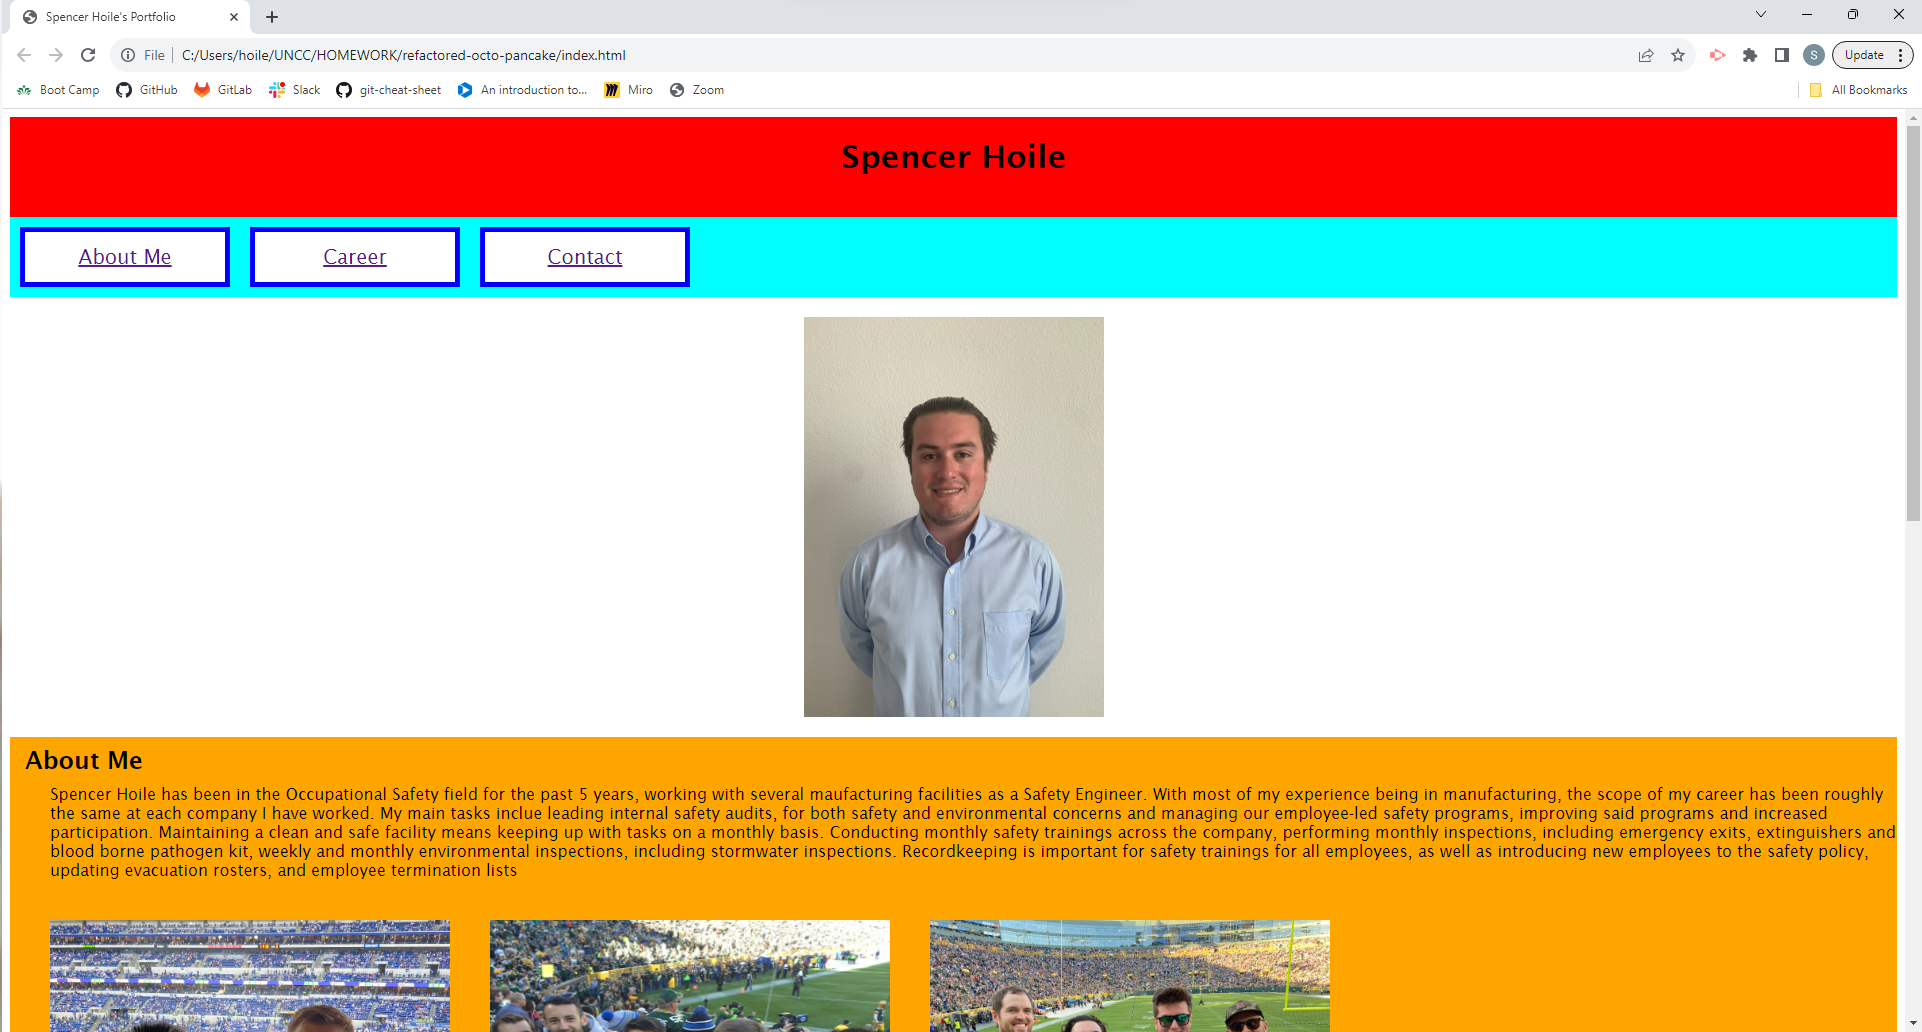 Spencer Hoile's Portfolio
File C:/Users/hoile/UNCC/HOMEWORK/refactored-octo-pancake/index.html
S
Update
Boot Camp GitHub GitLab Slack git-cheat-sheet An introduction to... Miro Zoom All Bookmarks
Spencer Hoile
About Me Career Contact
About Me
Spencer Hoile has been in the Occupational Safety field for the past 5 years, working with several maufacturing facilities as a Safety Engineer. With most of my experience being in manufacturing, the scope of my career has been roughly
the same at each company I have worked. My main tasks inclue leading internal safety audits, for both safety and environmental concerns and managing our employee-led safety programs, improving said programs and increased
participation. Maintaining a clean and safe facility means keeping up with tasks on a monthly basis. Conducting monthly safety trainings across the company, performing monthly inspections, including emergency exits, extinguishers and
blood borne pathogen kit, weekly and monthly environmental inspections, including stormwater inspections. Recordkeeping is important for safety trainings for all employees, as well as introducing new employees to the safety policy,
updating evacuation rosters, and employee termination lists